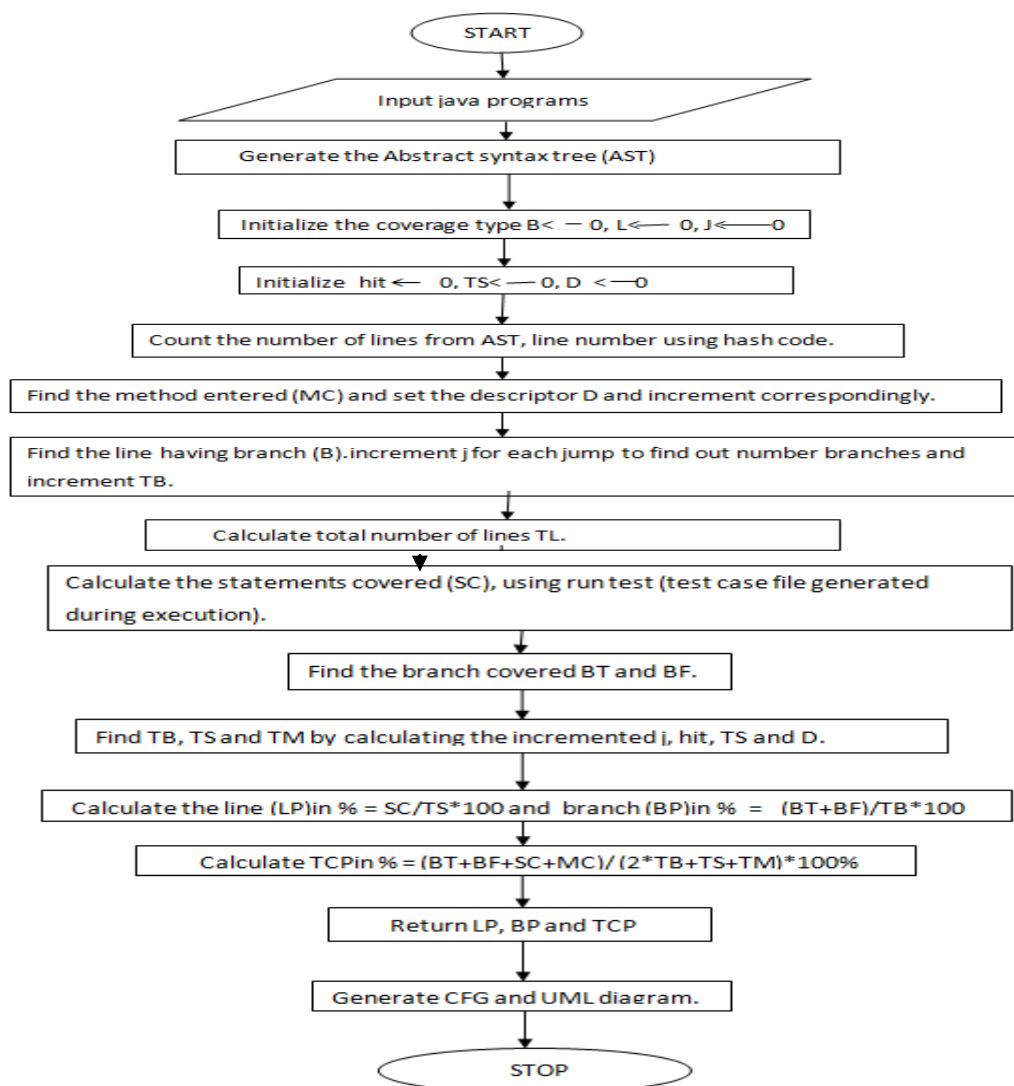 START
Input java programs
Generate the Abstract syntax tree (AST)
Initialize the coverage type B< — 0, L<—— 0, J<——0
Initialize hit <— 0, TS< — 0, D <—0
Count the number of lines from AST, line number using hash code.
Find the method entered (MC) and set the descriptor D and increment correspondingly.
Find the line having branch (B).increment j for each jump to find out number branches and
increment TB.
Calculate total number of lines TL.
Calculate the statements covered (SC), using run test (test case file generated
during execution).
Find the branch covered BT and BF.
Find TB, TS and TM by calculating the incremented j, hit, TS and D.
Calculate the line (LP)in % = SC/TS*100 and branch (BP)in % = (BT+BF)/TB*100
Calculate TCPin % = (BT+BF+SC+MC)/(2*TB+TS+TM)*100%
Return LP, BP and TCP
Generate CFG and UML diagram.
STOP